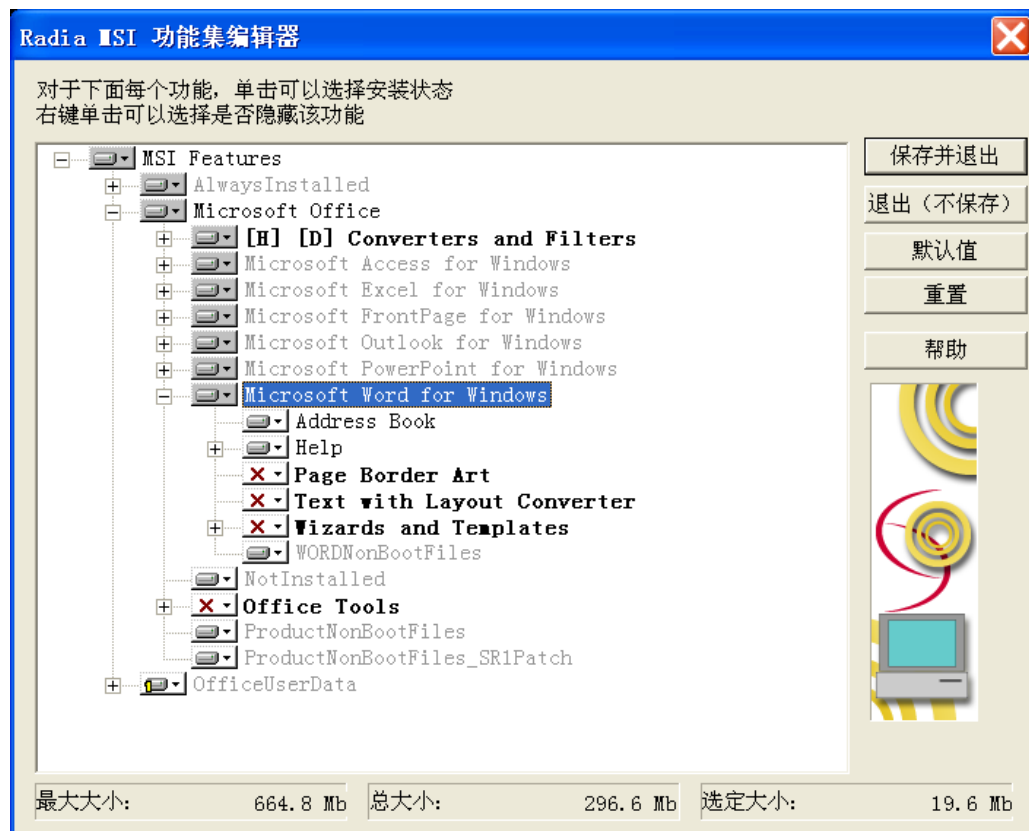 Radia MSI 功能集编辑器
对于下面每个功能，单击可以选择安装状态
右键单击可以选择是否隐藏该功能
MSI Features
AlwaysInstalled
Microsoft Office
[H] [D] Converters and Filters
Microsoft Access for Windows
Microsoft Excel for Windows
Microsoft FrontPage for Windows
Microsoft Outlook for Windows
Microsoft PowerPoint for Windows
Microsoft Word for Windows
Address Book
Help
Page Border Art
Text with Layout Converter
Wizards and Templates
WORDNonBootFiles
NotInstalled
Office Tools
ProductNonBootFiles
ProductNonBootFiles_SR1Patch
OfficeUserData
保存并退出
退出（不保存）
默认值
重置
帮助
最大大小: 664.8 Mb 总大小: 296.6 Mb 选定大小: 19.6 Mb